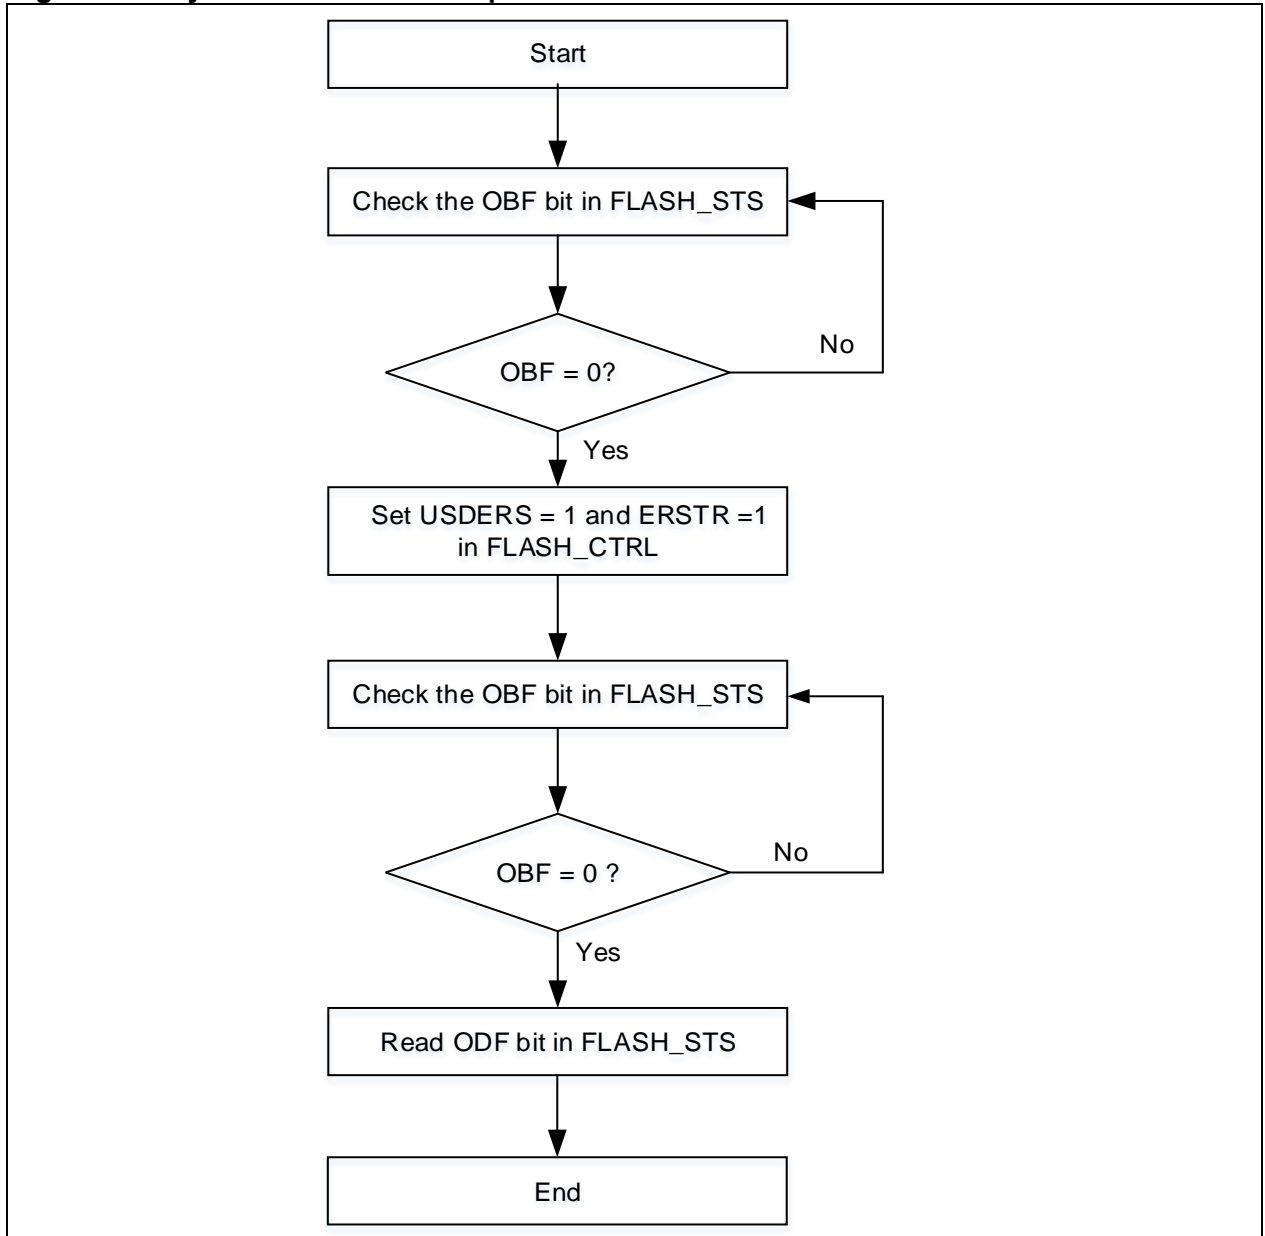 Start
Check the OBF bit in FLASH_STS
No
OBF = 0?
Yes
Set USDERS = 1 and ERSTR =1
in FLASH_CTRL
Check the OBF bit in FLASH_STS
No
OBF = 0 ?
Yes
Read ODF bit in FLASH_STS
End